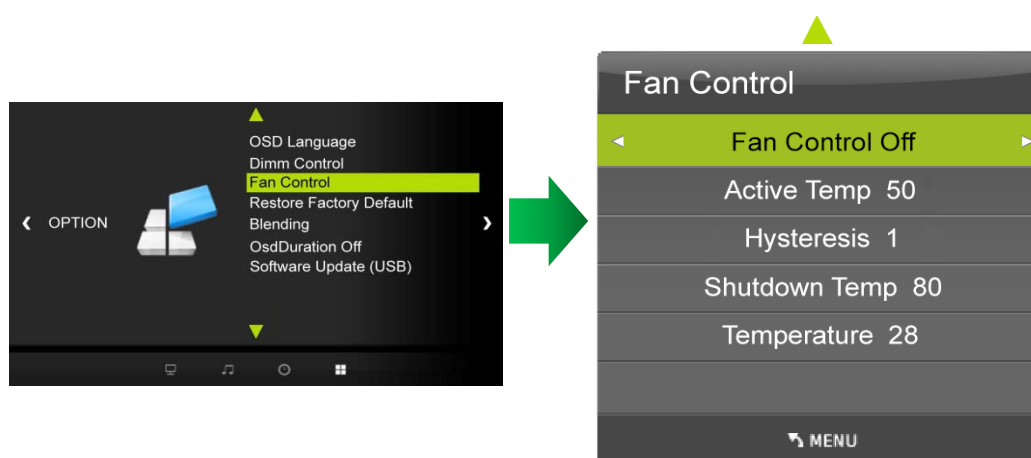 OSD Language
Dimm Control
Fan Control
Restore Factory Default
Blending
OsdDuration Off
Software Update (USB)
OPTION
Fan Control
Fan Control Off
Active Temp 50
Hysteresis 1
Shutdown Temp 80
Temperature 28
MENU